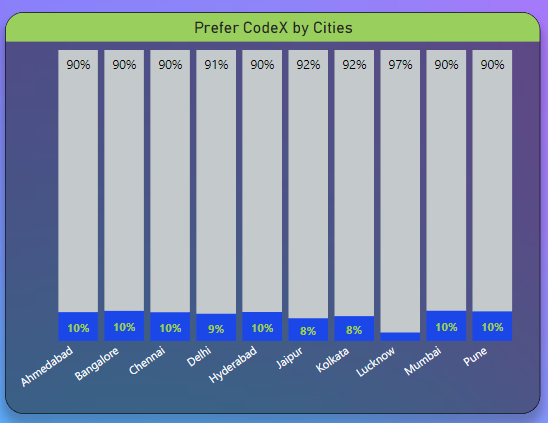 Prefer CodeX by Cities
90% 90% 90% 91% 90% 92% 92% 97% 90% 90%
10% 10% 10% 9% 10% 8% 8% 10% 10%
Ahmedabad Bangalore Chennai Delhi Hyderabad Jaipur Kolkata Lucknow Mumbai Pune